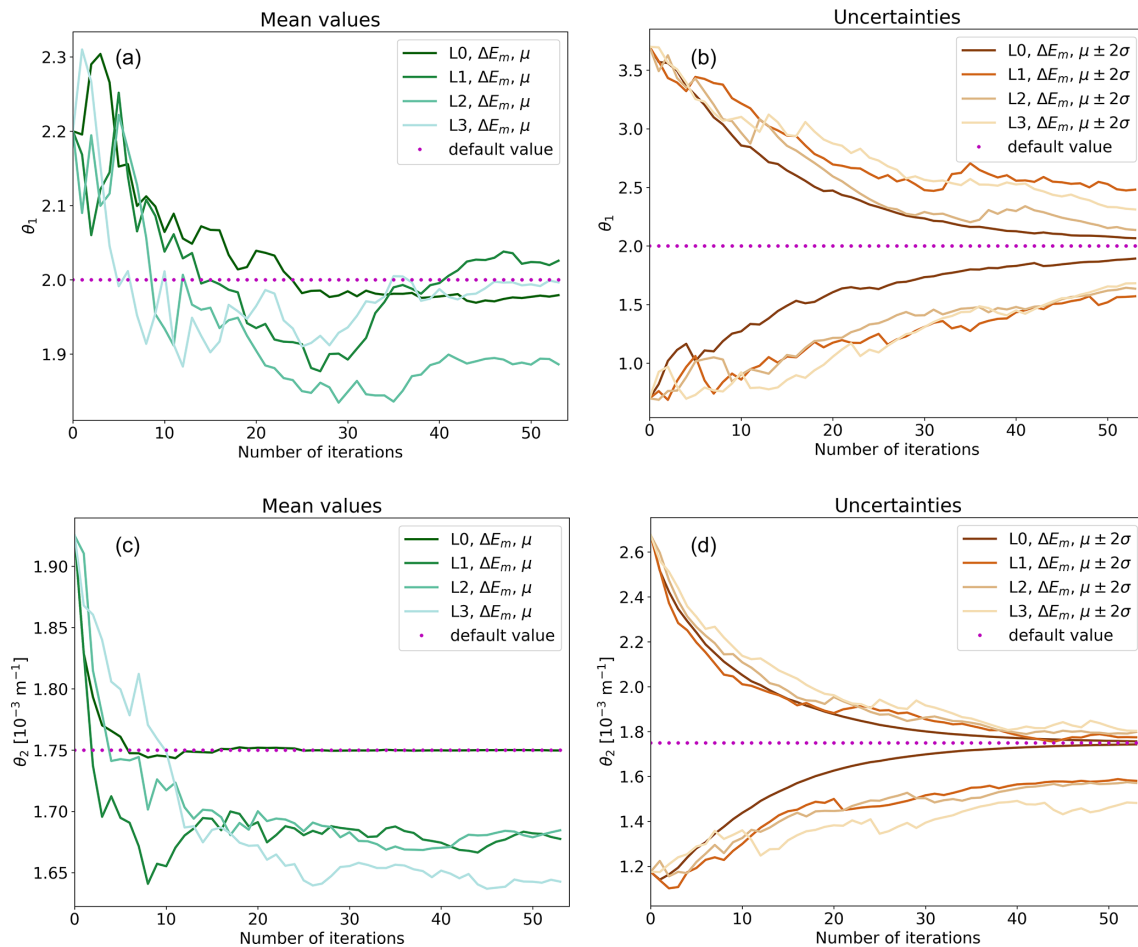 Mean values
(a)
L0, ΔE_m, μ
L1, ΔE_m, μ
L2, ΔE_m, μ
L3, ΔE_m, μ
default value
2.3
2.2
2.1
2.0
1.9
θ_1
0 10 20 30 40 50
Number of iterations
Uncertainties
(b)
L0, ΔE_m, μ ± 2σ
L1, ΔE_m, μ ± 2σ
L2, ΔE_m, μ ± 2σ
L3, ΔE_m, μ ± 2σ
default value
3.5
3.0
2.5
2.0
1.5
1.0
θ_1
0 10 20 30 40 50
Number of iterations
Mean values
(c)
L0, ΔE_m, μ
L1, ΔE_m, μ
L2, ΔE_m, μ
L3, ΔE_m, μ
default value
1.90
1.85
1.80
1.75
1.70
1.65
θ_2 [10⁻³ m⁻¹]
0 10 20 30 40 50
Number of iterations
Uncertainties
(d)
L0, ΔE_m, μ ± 2σ
L1, ΔE_m, μ ± 2σ
L2, ΔE_m, μ ± 2σ
L3, ΔE_m, μ ± 2σ
default value
2.6
2.4
2.2
2.0
1.8
1.6
1.4
1.2
θ_2 [10⁻³ m⁻¹]
0 10 20 30 40 50
Number of iterations